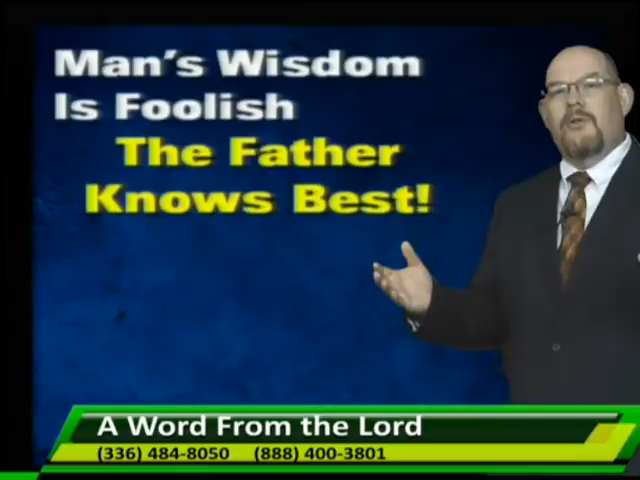 Man's Wisdom
Is Foolish
The Father
Knows Best!
A Word From the Lord
(336) 484-8050 (888) 400-3801